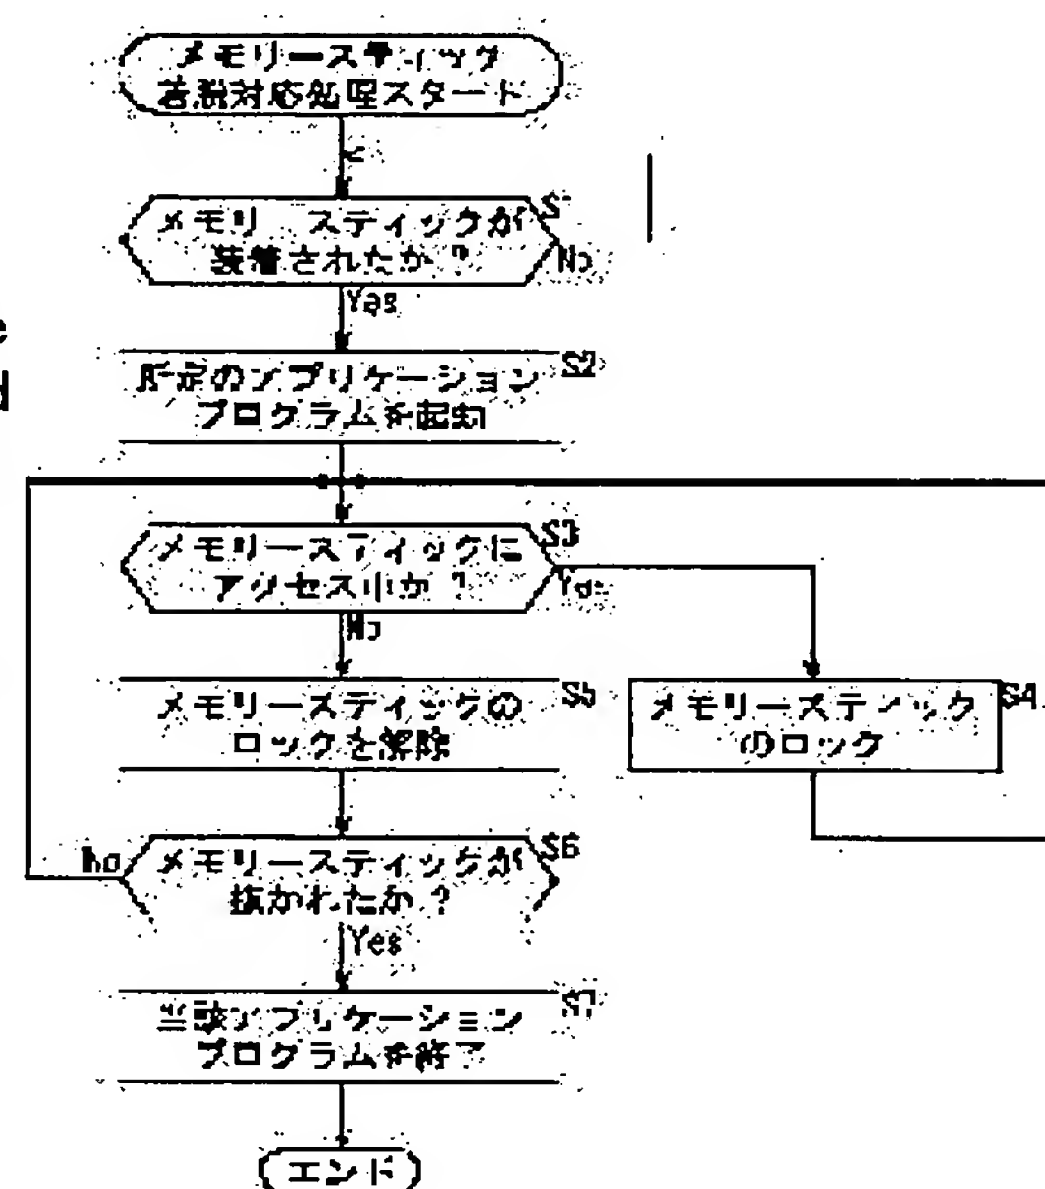 メモリースティック
着脱対応処理スタート
S1
メモリースティックが
装着されたか?
No
Yes
S2
所定のアプリケーション
プログラムを起動
S3
メモリースティックに
アクセス中か?
Yes
No
S5
メモリースティックの
ロックを解除
S4
メモリースティック
のロック
S6
メモリースティックが
抜かれたか?
No
Yes
S7
当該アプリケーション
プログラムを終了
エンド